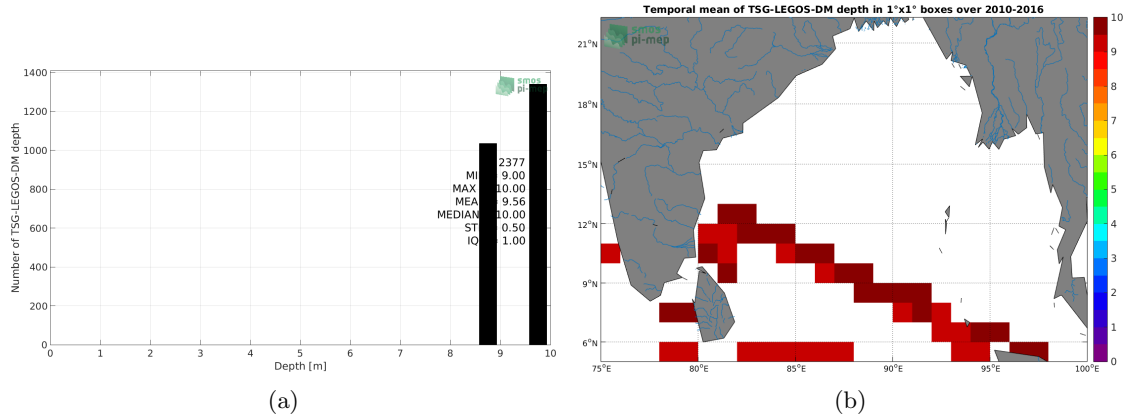 1400
1200
1000
800
600
400
200
0
Number of TSG-LEGOS-DM depth
smos
pi-mep
2377
MI 9.00
MAX 10.00
MEA 9.56
MEDIAN 10.00
ST 0.50
IQ 1.00
0 1 2 3 4 5 6 7 8 9 10
Depth [m]
(a)
Temporal mean of TSG-LEGOS-DM depth in 1°x1° boxes over 2010-2016
smos
pi-mep
21°N
18°N
15°N
12°N
9°N
6°N
75°E 80°E 85°E 90°E 95°E 100°E
10
9
8
7
6
5
4
3
2
1
0
(b)